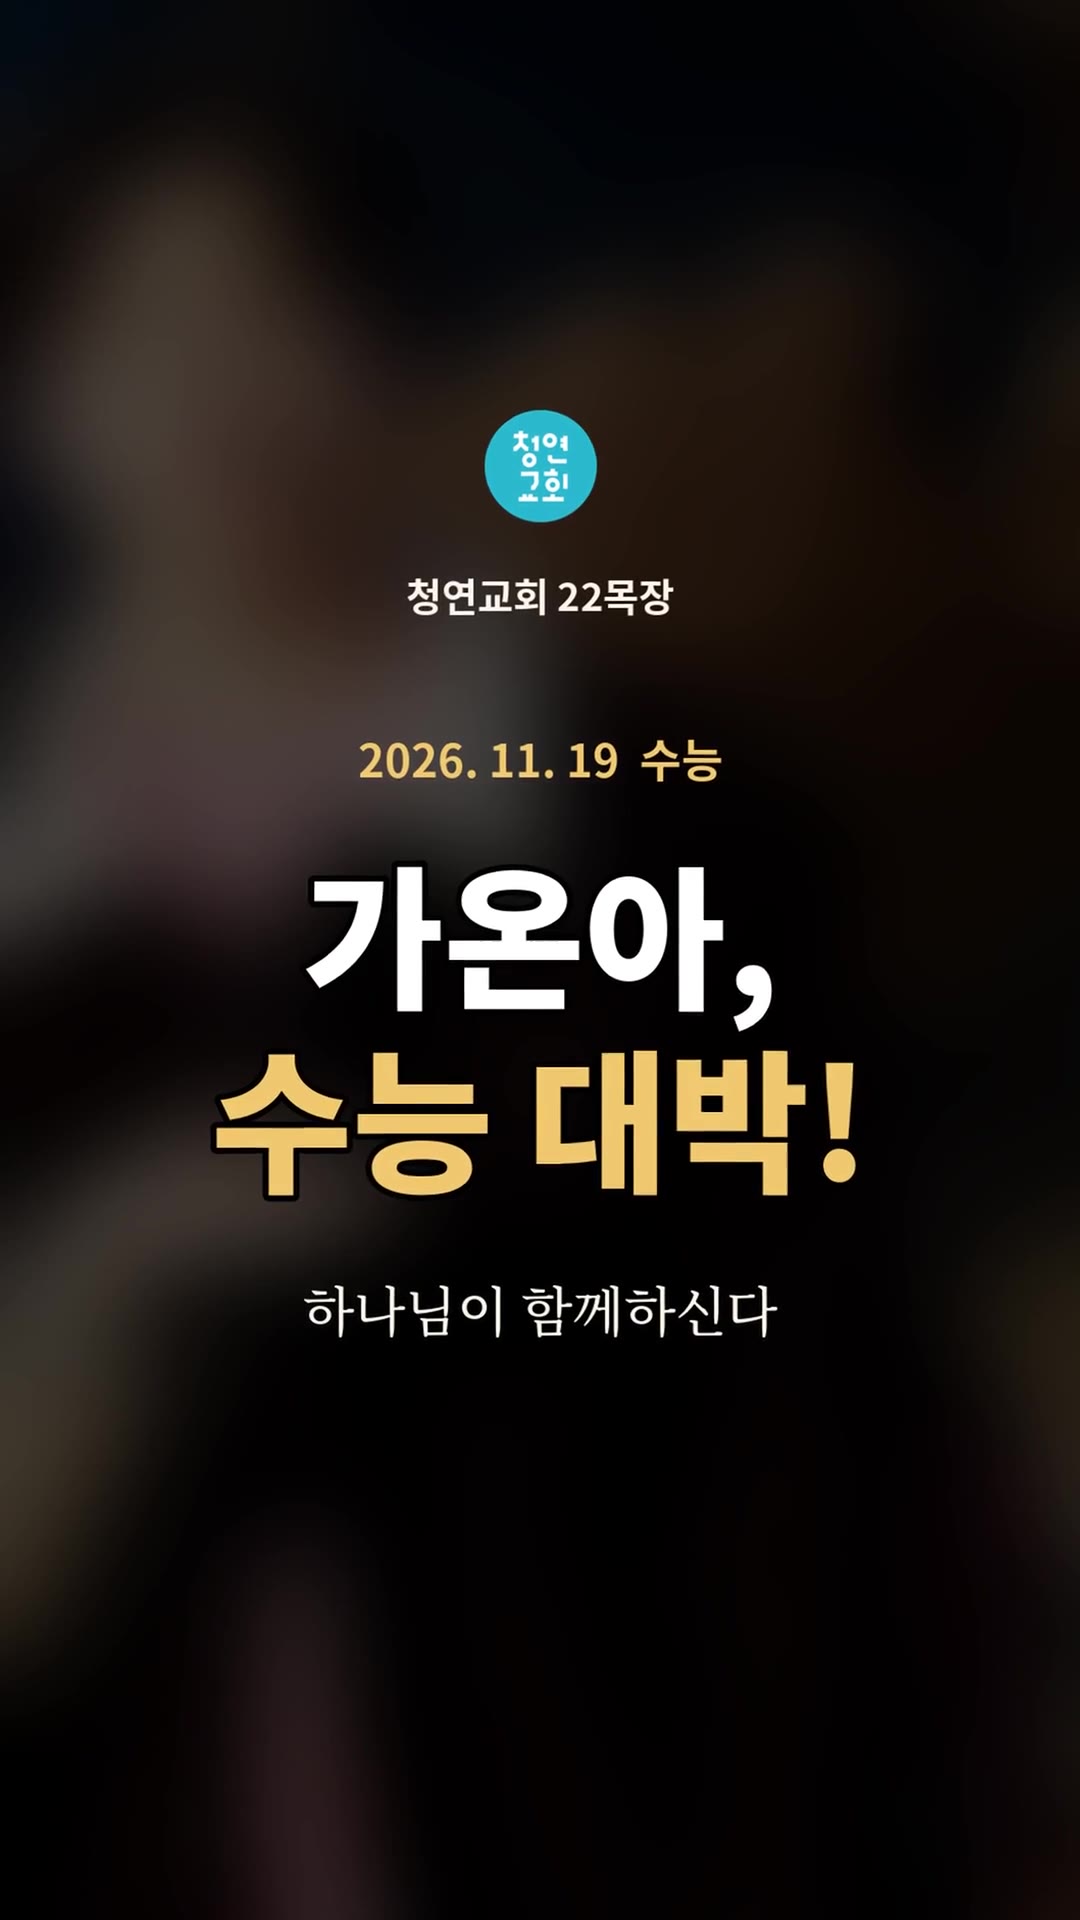 청연
교회
청연교회 22목장
2026. 11. 19 수능
가온아,
수능 대박!
하나님이 함께하신다